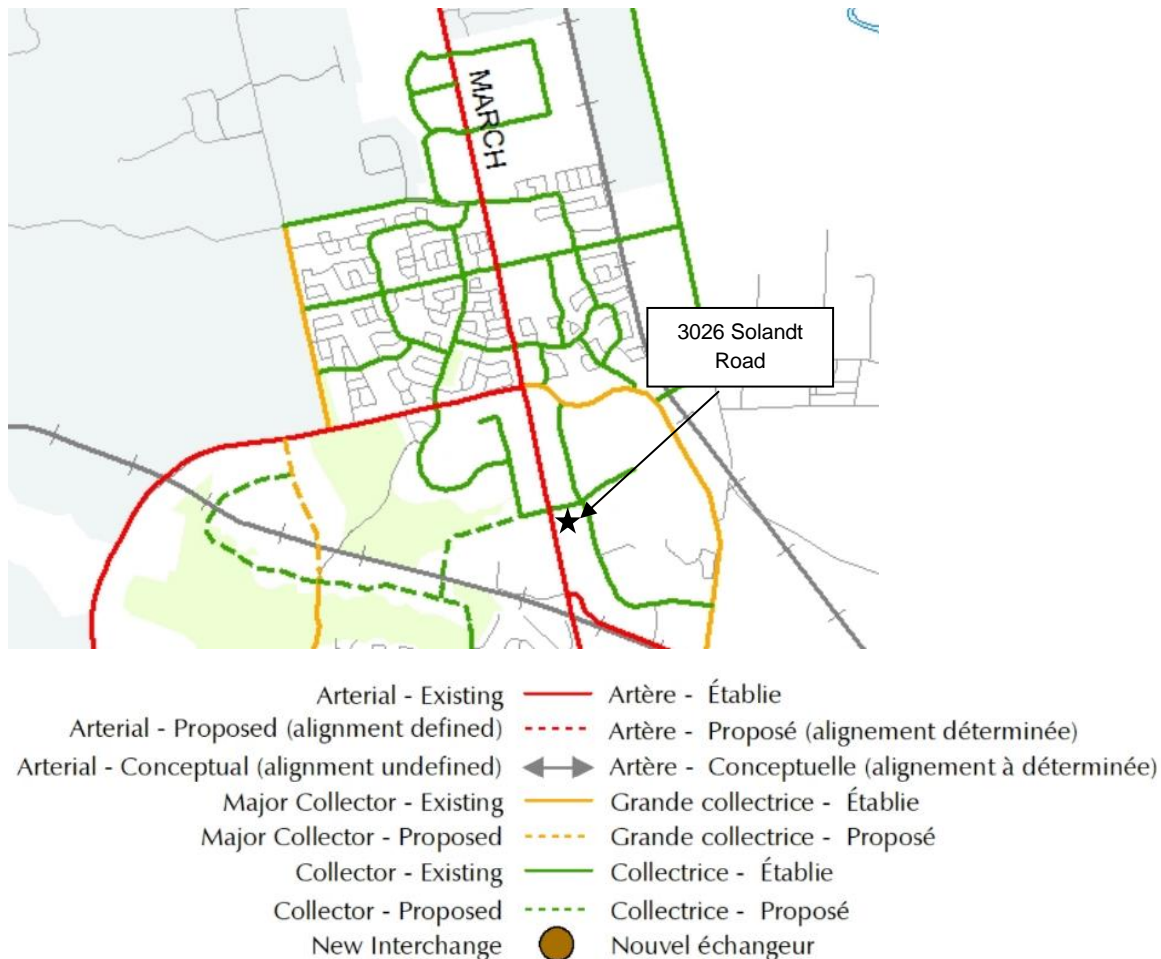 MARCH
3026 Solandt
Road
Arterial - Existing Artère - Établie
Arterial - Proposed (alignment defined) Artère - Proposé (alignement déterminée)
Arterial - Conceptual (alignment undefined) Artère - Conceptuelle (alignement à déterminée)
Major Collector - Existing Grande collectrice - Établie
Major Collector - Proposed Grande collectrice - Proposé
Collector - Existing Collectrice - Établie
Collector - Proposed Collectrice - Proposé
New Interchange Nouvel échangeur